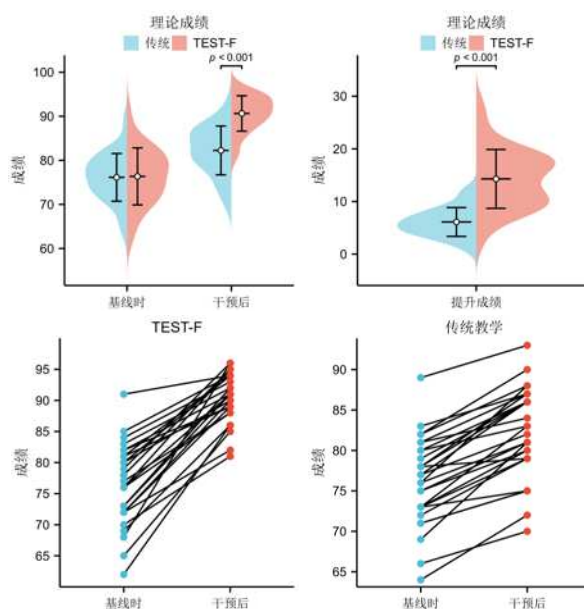 理论成绩
传统 TEST-F
p < 0.001
成绩
100
90
80
70
60
基线时 干预后
理论成绩
传统 TEST-F
p < 0.001
成绩
30
20
10
0
提升成绩
TEST-F
成绩
95
90
85
80
75
70
65
基线时 干预后
传统教学
成绩
90
85
80
75
70
65
基线时 干预后